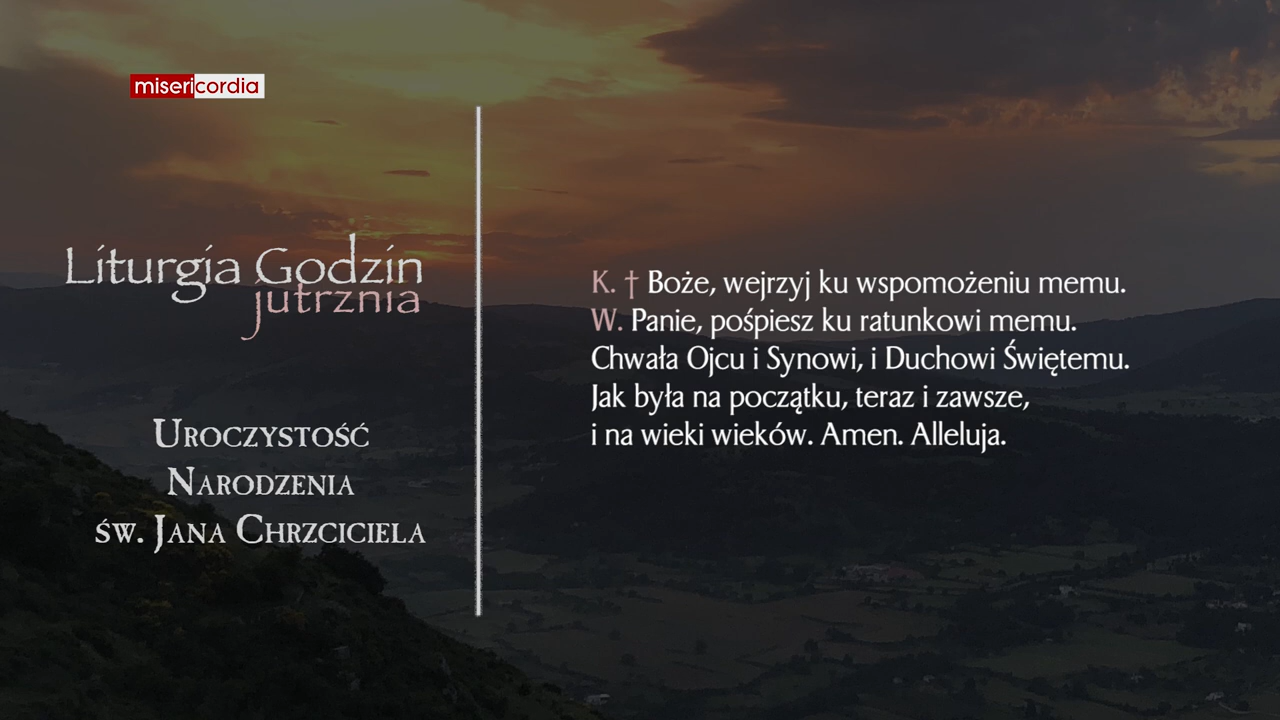 misericordia
Liturgia Godzin
jutrznia
Uroczystość
Narodzenia
św. Jana Chrzciciela
K. † Boże, wejrzyj ku wspomożeniu memu.
W. Panie, pośpiesz ku ratunkowi memu.
Chwała Ojcu i Synowi, i Duchowi Świętemu.
Jak była na początku, teraz i zawsze,
i na wieki wieków. Amen. Alleluja.